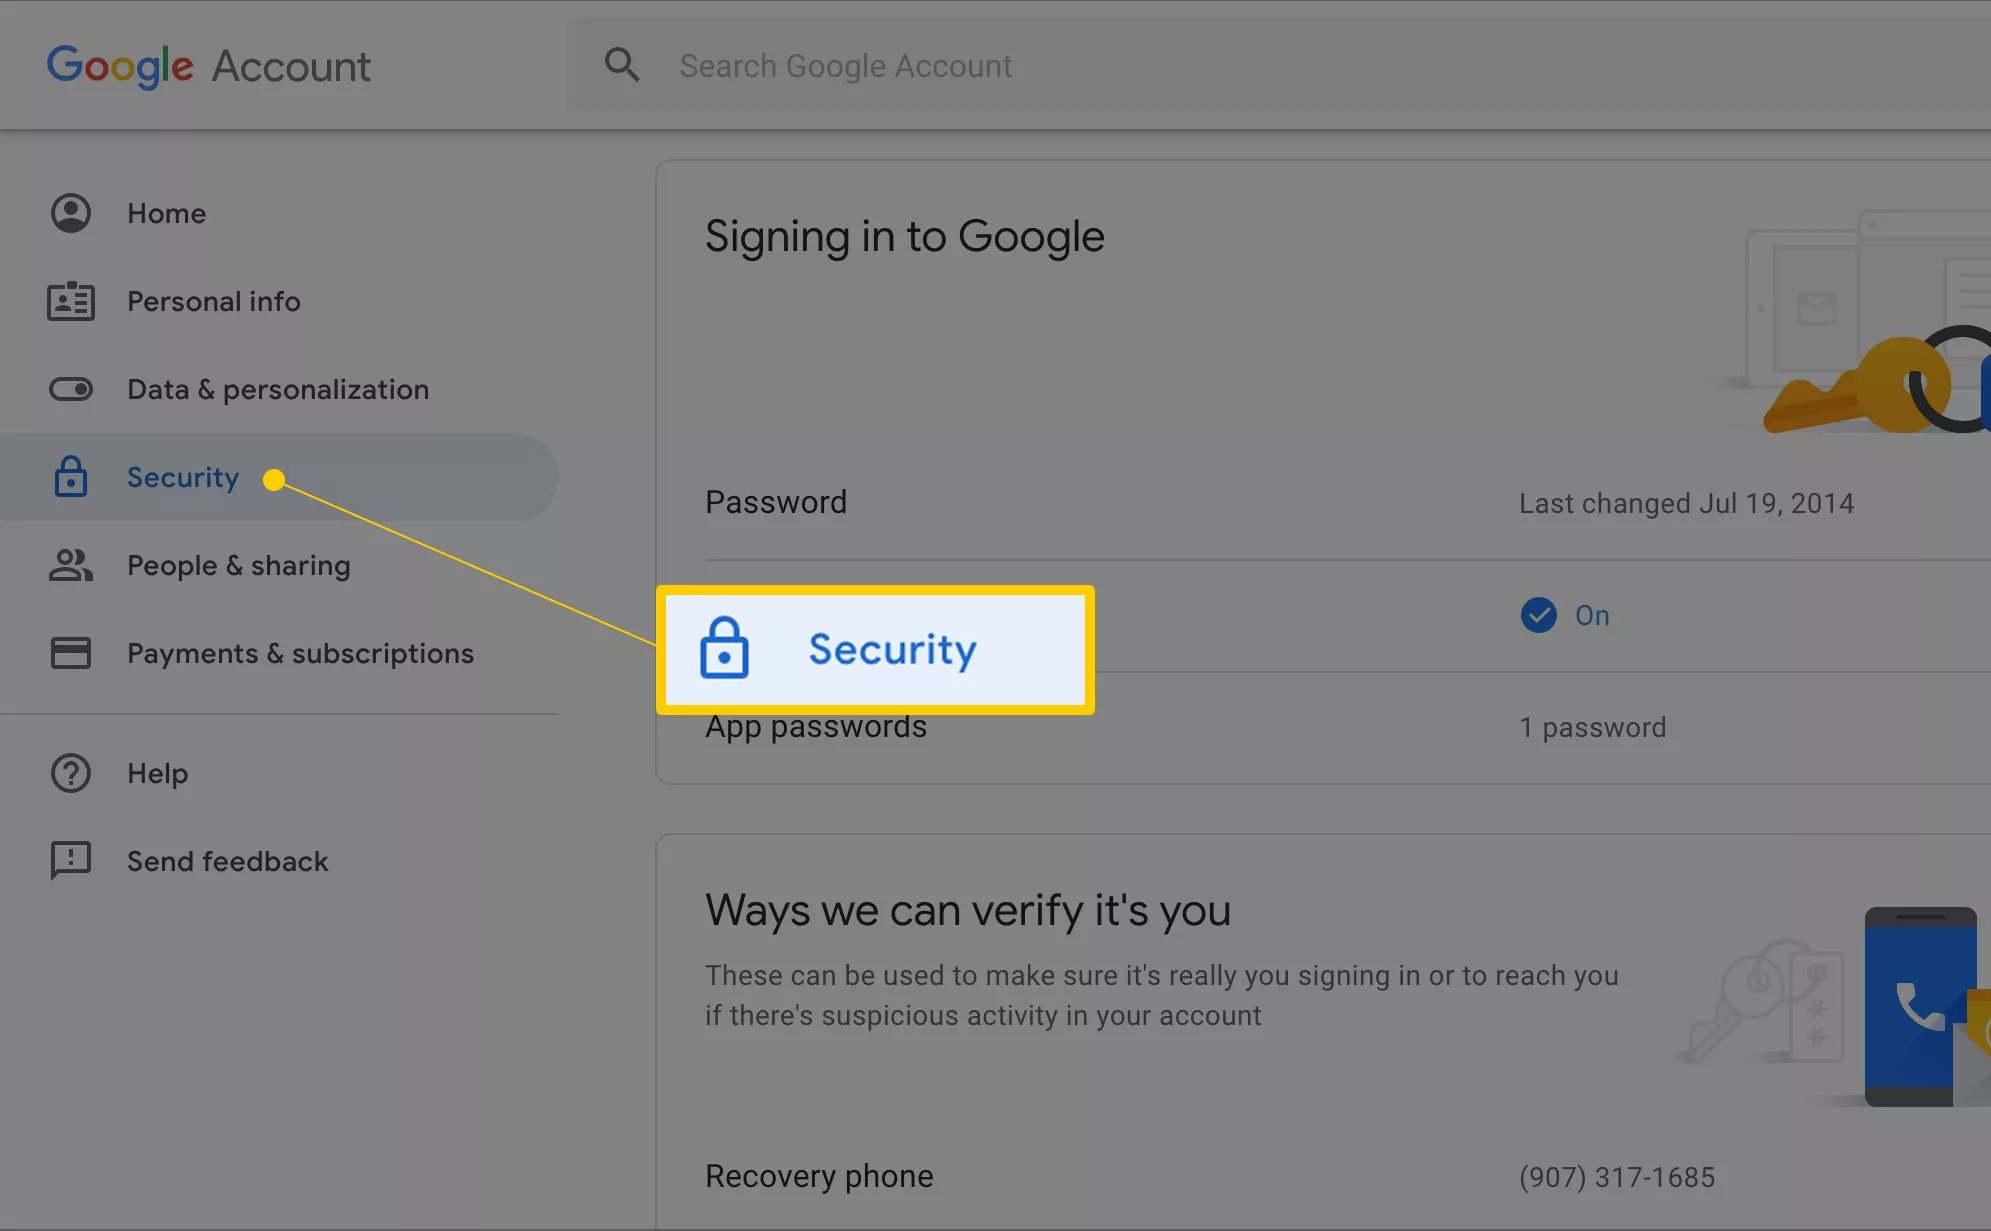 Google Account
Search Google Account
Home
Personal info
Data & personalization
Security
People & sharing
Payments & subscriptions
Help
Send feedback
Signing in to Google
Password
Last changed Jul 19, 2014
On
Security
App passwords
1 password
Ways we can verify it's you
These can be used to make sure it's really you signing in or to reach you
if there's suspicious activity in your account
Recovery phone
(907) 317-1685